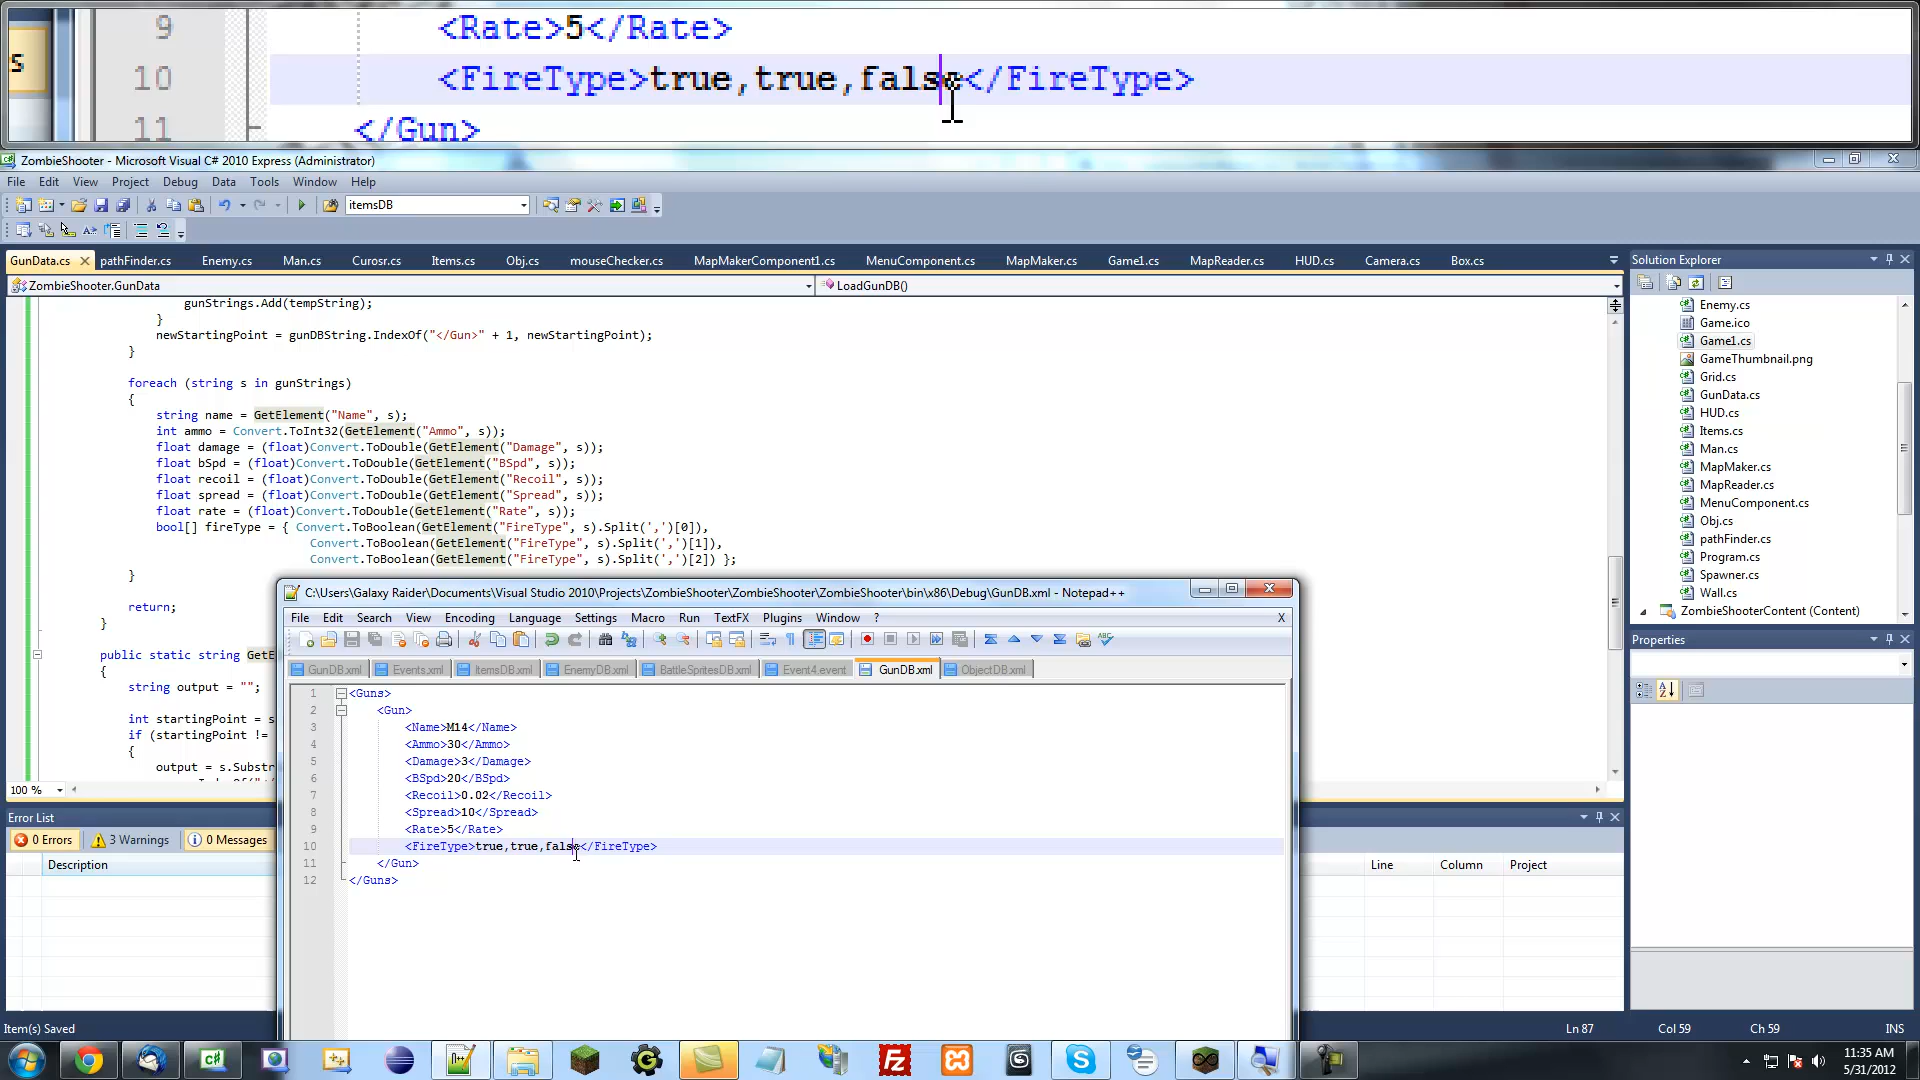 9 <Rate>5</Rate>
S 10 <FireType>true,true,false</FireType>
11 </Gun>
ZombieShooter - Microsoft Visual C# 2010 Express (Administrator)
File Edit View Project Debug Data Tools Window Help
itemsDB
GunData.cs pathFinder.cs Enemy.cs Man.cs Curosr.cs Items.cs Obj.cs mouseChecker.cs MapMakerComponent1.cs MenuComponent.cs MapMaker.cs Game1.cs MapReader.cs HUD.cs Camera.cs Box.cs
ZombieShooter.GunData LoadGunDB()
gunStrings.Add(tempString);
}
newStartingPoint = gunDBString.IndexOf("</Gun>" + 1, newStartingPoint);
}
foreach (string s in gunStrings)
{
string name = GetElement("Name", s);
int ammo = Convert.ToInt32(GetElement("Ammo", s));
float damage = (float)Convert.ToDouble(GetElement("Damage", s));
float bSpd = (float)Convert.ToDouble(GetElement("BSpd", s));
float recoil = (float)Convert.ToDouble(GetElement("Recoil", s));
float spread = (float)Convert.ToDouble(GetElement("Spread", s));
float rate = (float)Convert.ToDouble(GetElement("Rate", s));
bool[] fireType = { Convert.ToBoolean(GetElement("FireType", s).Split(',')[0]),
Convert.ToBoolean(GetElement("FireType", s).Split(',')[1]),
Convert.ToBoolean(GetElement("FireType", s).Split(',')[2]) };
}
return;
}
public static string GetE
{
string output = "";
int startingPoint = s
if (startingPoint !=
{
output = s.Substr
100 %
Solution Explorer
Enemy.cs
Game.ico
Game1.cs
GameThumbnail.png
Grid.cs
GunData.cs
HUD.cs
Items.cs
Man.cs
MapMaker.cs
MapReader.cs
MenuComponent.cs
Obj.cs
pathFinder.cs
Program.cs
Spawner.cs
Wall.cs
ZombieShooterContent (Content)
Properties
C:\Users\Galaxy Raider\Documents\Visual Studio 2010\Projects\ZombieShooter\ZombieShooter\ZombieShooter\bin\x86\Debug\GunDB.xml - Notepad++
File Edit Search View Encoding Language Settings Macro Run TextFX Plugins Window ? X
GunDB.xml Events.xml ItemsDB.xml EnemyDB.xml BattleSpritesDB.xml Event4.event GunDB.xml ObjectDB.xml
1 <Guns>
2 <Gun>
3 <Name>M14</Name>
4 <Ammo>30</Ammo>
5 <Damage>3</Damage>
6 <BSpd>20</BSpd>
7 <Recoil>0.02</Recoil>
8 <Spread>10</Spread>
9 <Rate>5</Rate>
10 <FireType>true,true,false</FireType>
11 </Gun>
12 </Guns>
Error List
0 Errors 3 Warnings 0 Messages
Description Line Column Project
Item(s) Saved Ln 87 Col 59 Ch 59 INS
11:35 AM
5/31/2012